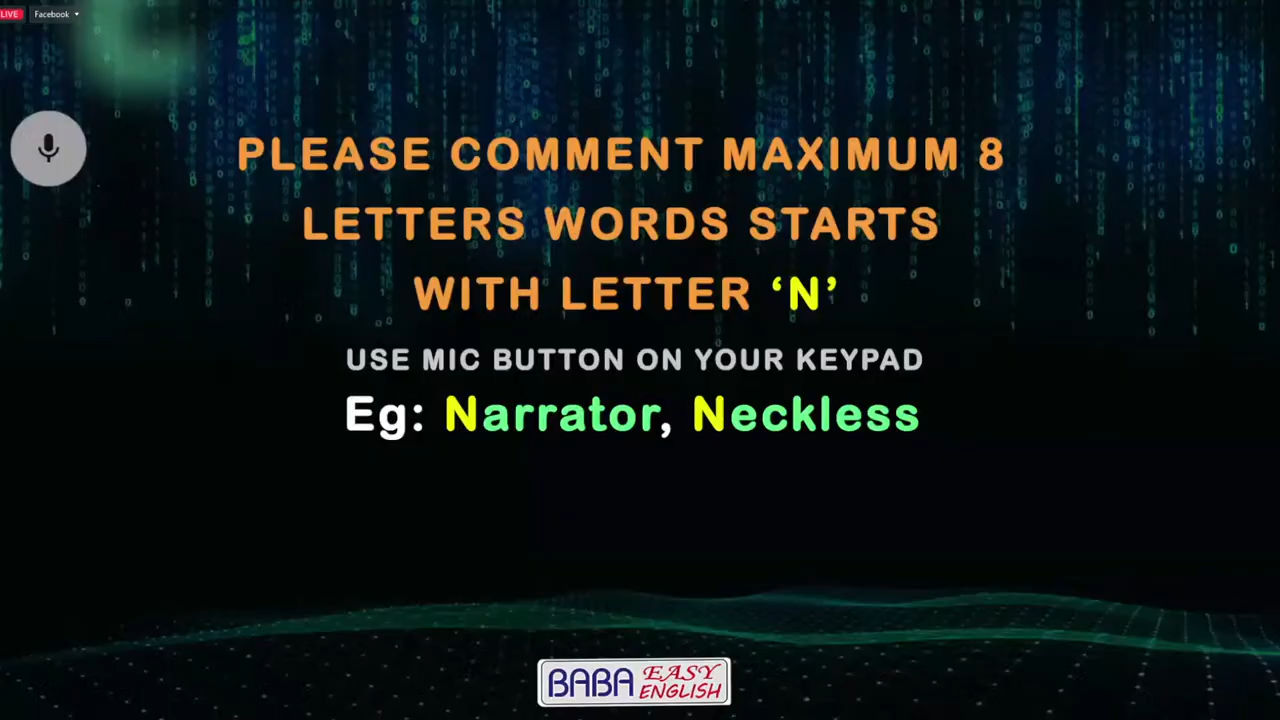 LIVE Facebook
PLEASE COMMENT MAXIMUM 8
LETTERS WORDS STARTS
WITH LETTER ‘N’
USE MIC BUTTON ON YOUR KEYPAD
Eg: Narrator, Neckless
BABA EASY
ENGLISH